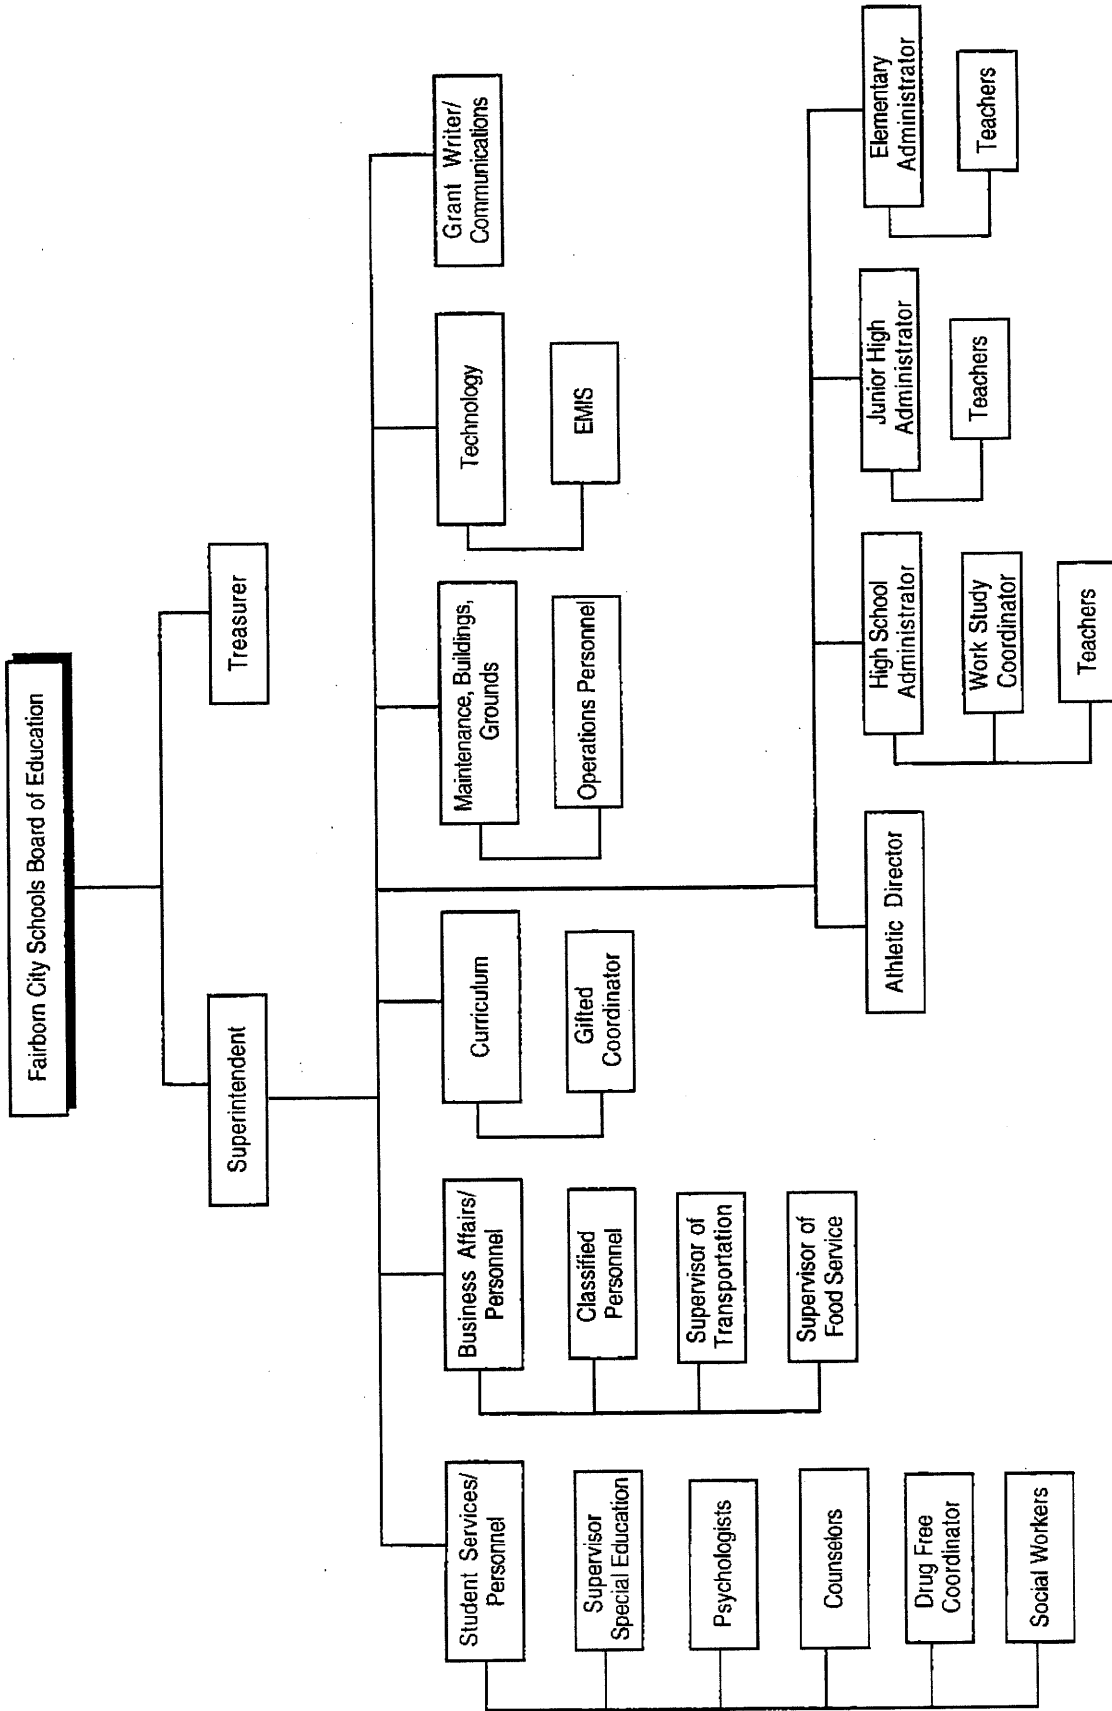 Fairborn City Schools Board of Education
Superintendent
Treasurer
Student Services/
Personnel
Business Affairs/
Personnel
Curriculum
Maintenance, Buildings,
Grounds
Technology
Grant Writer/
Communications
Supervisor
Special Education
Psychologists
Counselors
Drug Free
Coordinator
Social Workers
Classified
Personnel
Supervisor of
Transportation
Supervisor of
Food Service
Gifted
Coordinator
Operations Personnel
EMIS
Athletic Director
High School
Administrator
Work Study
Coordinator
Teachers
Junior High
Administrator
Teachers
Elementary
Administrator
Teachers